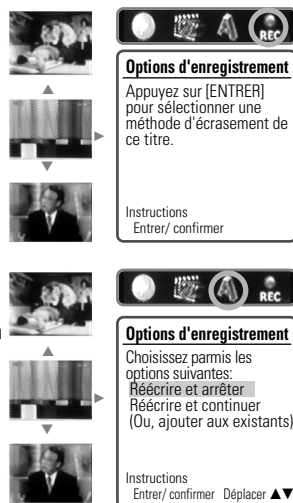 REC
Options d'enregistrement
Appuyez sur [ENTRER]
pour sélectionner une
méthode d'écrasement de
ce titre.
Instructions
Entrer/ confirmer
REC
Options d'enregistrement
Choisissez parmis les
options suivantes:
Réécrire et arrêter
Réécrire et continuer
(Ou, ajouter aux existants)
Instructions
Entrer/ confirmer Déplacer ▲▼